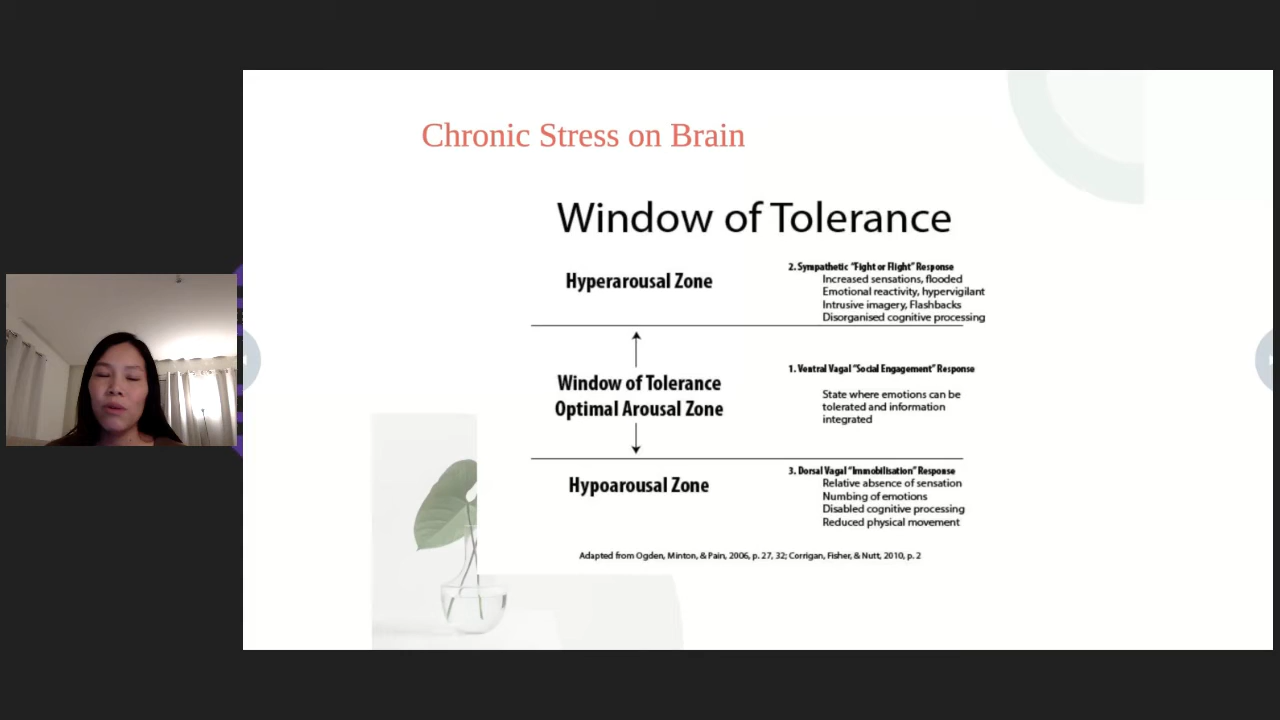 Chronic Stress on Brain
Window of Tolerance
Hyperarousal Zone
2. Sympathetic "Fight or Flight" Response
Increased sensations, flooded
Emotional reactivity, hypervigilant
Intrusive imagery, Flashbacks
Disorganised cognitive processing
Window of Tolerance
Optimal Arousal Zone
1. Ventral Vagal "Social Engagement" Response
State where emotions can be
tolerated and information
integrated
Hypoarousal Zone
3. Dorsal Vagal "Immobilisation" Response
Relative absence of sensation
Numbing of emotions
Disabled cognitive processing
Reduced physical movement
Adapted from Ogden, Minton, & Pain, 2006, p. 27, 32; Corrigan, Fisher, & Nutt, 2010, p. 2